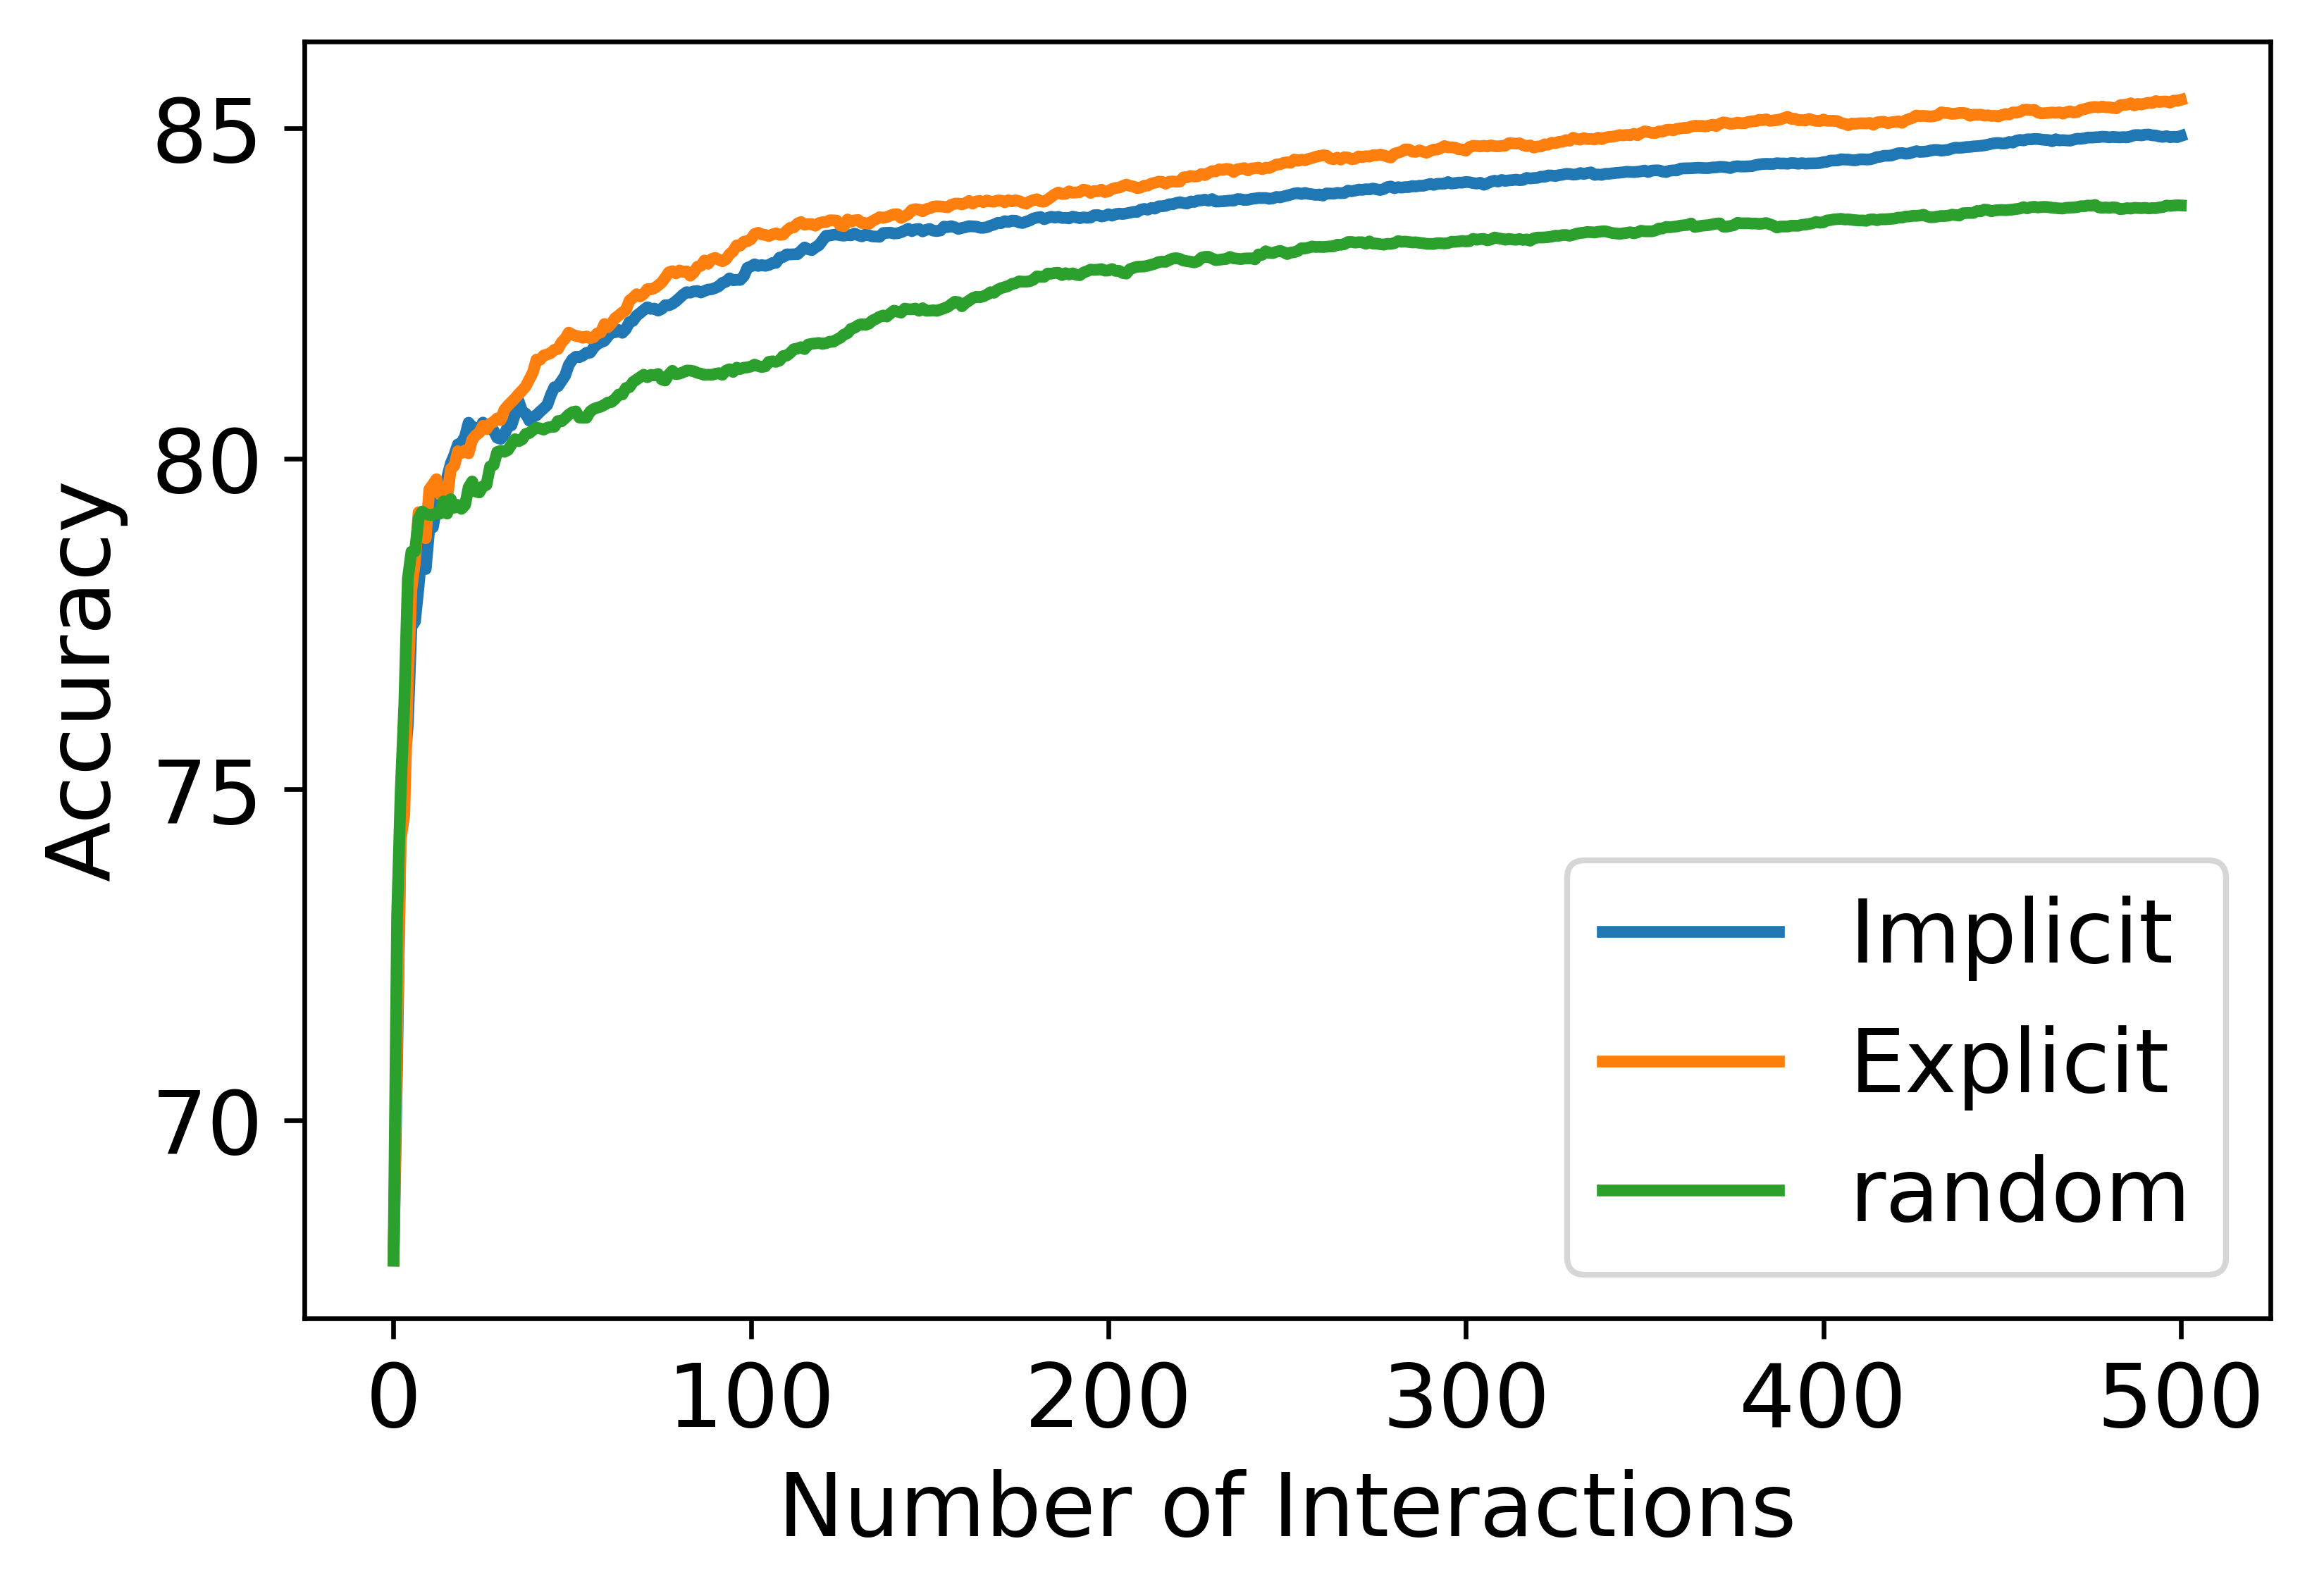 85
80
75
70
Accuracy
0 100 200 300 400 500
Number of Interactions
Implicit
Explicit
random